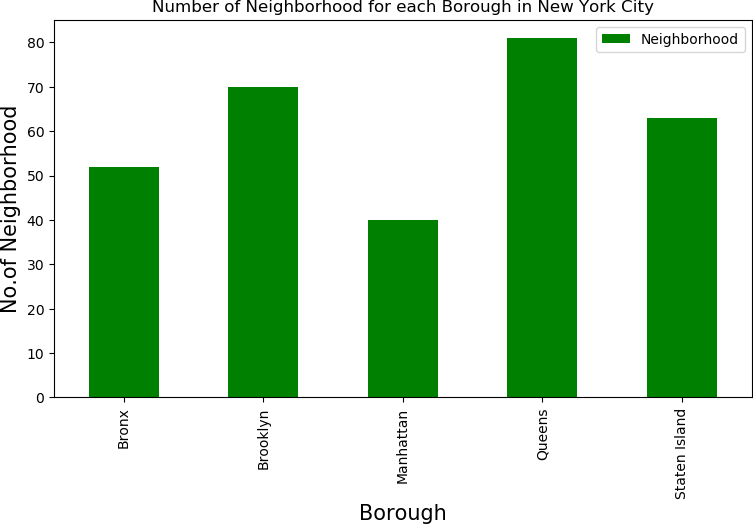 Number of Neighborhood for each Borough in New York City
Neighborhood
No.of Neighborhood
80
70
60
50
40
30
20
10
0
Bronx
Brooklyn
Manhattan
Queens
Staten Island
Borough